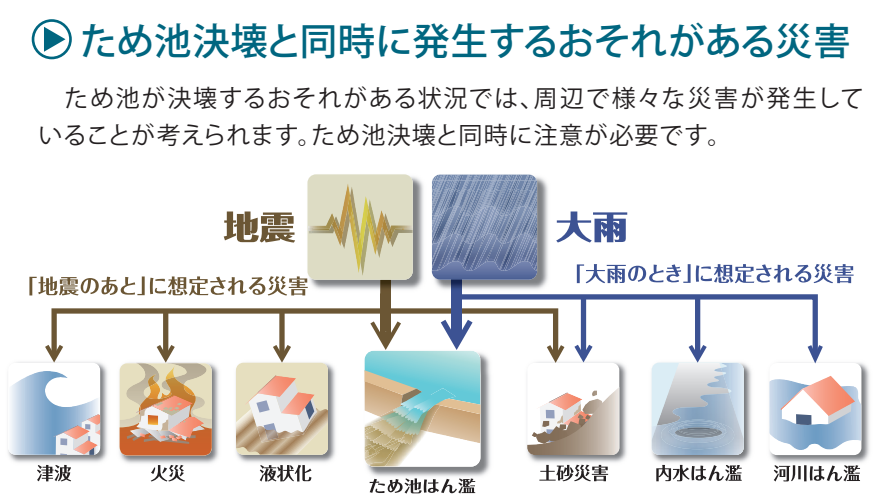 ため池決壊と同時に発生するおそれがある災害
ため池が決壊するおそれがある状況では、周辺で様々な災害が発生して
いることが考えられます。ため池決壊と同時に注意が必要です。
地震
大雨
「地震のあと」に想定される災害
「大雨のとき」に想定される災害
津波
火災
液状化
ため池はん濫
土砂災害
内水はん濫
河川はん濫